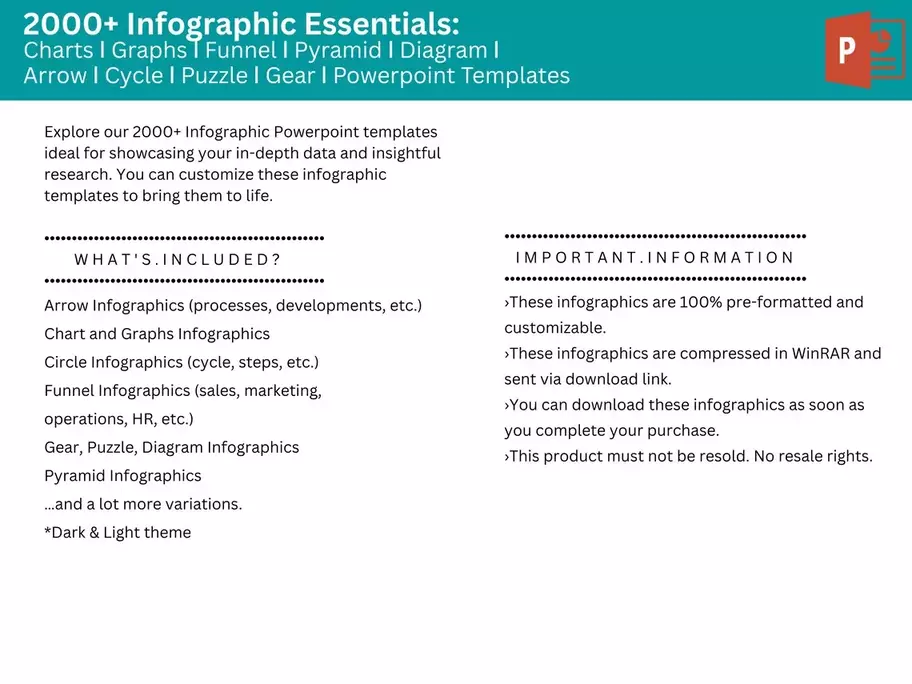 2000+ Infographic Essentials:
Charts | Graphs | Funnel | Pyramid | Diagram |
Arrow | Cycle | Puzzle | Gear | Powerpoint Templates
P
Explore our 2000+ Infographic Powerpoint templates
ideal for showcasing your in-depth data and insightful
research. You can customize these infographic
templates to bring them to life.
WHAT'S.INCLUDED?
Arrow Infographics (processes, developments, etc.)
Chart and Graphs Infographics
Circle Infographics (cycle, steps, etc.)
Funnel Infographics (sales, marketing,
operations, HR, etc.)
Gear, Puzzle, Diagram Infographics
Pyramid Infographics
...and a lot more variations.
*Dark & Light theme
IMPORTANT.INFORMATION
›These infographics are 100% pre-formatted and
customizable.
›These infographics are compressed in WinRAR and
sent via download link.
›You can download these infographics as soon as
you complete your purchase.
›This product must not be resold. No resale rights.